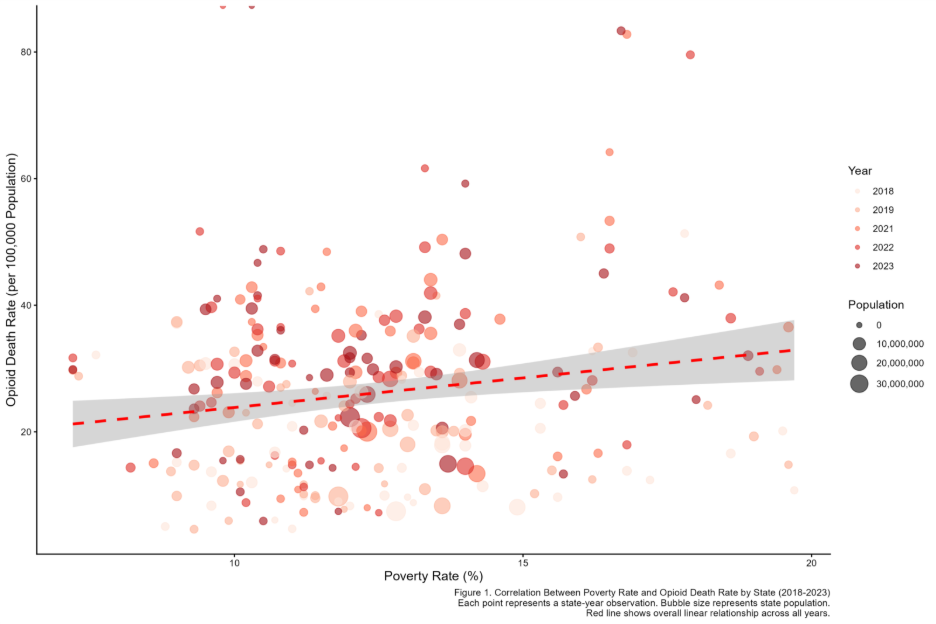 Opioid Death Rate (per 100,000 Population)
80
60
40
20
10
15
20
Poverty Rate (%)
Year
2018
2019
2021
2022
2023
Population
0
10,000,000
20,000,000
30,000,000
Figure 1. Correlation Between Poverty Rate and Opioid Death Rate by State (2018-2023)
Each point represents a state-year observation. Bubble size represents state population.
Red line shows overall linear relationship across all years.